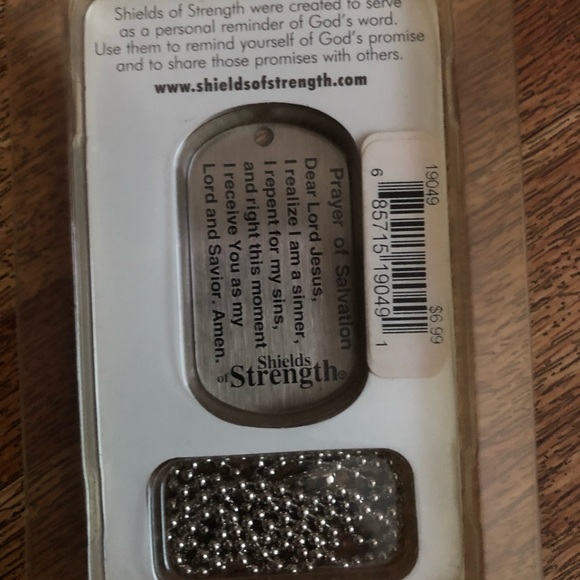 Shields of Strength were created to serve
as a personal reminder of God's word.
Use them to remind yourself of God's promise
and to share those promises with others.
www.shieldsofstrength.com
Prayer of Salvation
Dear Lord Jesus,
I realize I am a sinner,
I repent for my sins,
and right this moment
I receive You as my
Lord and Savior. Amen.
Shields
of Strength®
19049
$6.99
6 85715 19049 1